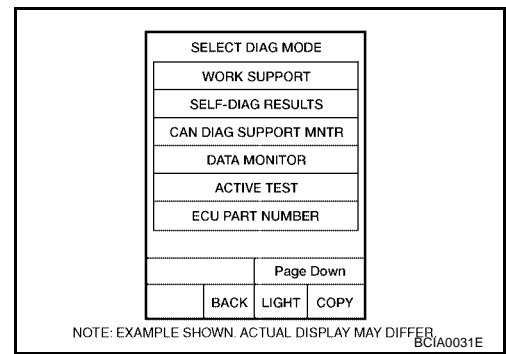 SELECT DIAG MODE
WORK SUPPORT
SELF-DIAG RESULTS
CAN DIAG SUPPORT MNTR
DATA MONITOR
ACTIVE TEST
ECU PART NUMBER
Page Down
BACK LIGHT COPY
NOTE: EXAMPLE SHOWN. ACTUAL DISPLAY MAY DIFFER.
BCIA0031E